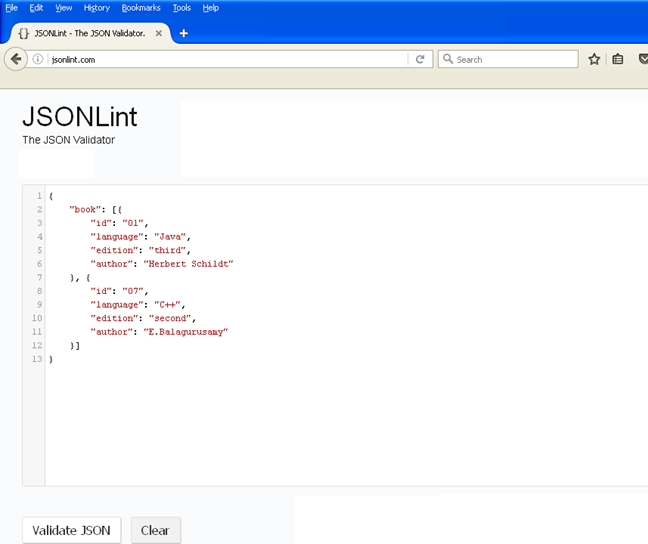 File Edit View History Bookmarks Tools Help
{} JSONLint - The JSON Validator. × +
jsonlint.com Search
JSONLint
The JSON Validator
1 {
2 "book": [{
3 "id": "01",
4 "language": "Java",
5 "edition": "third",
6 "author": "Herbert Schildt"
7 }, {
8 "id": "07",
9 "language": "C++",
10 "edition": "second",
11 "author": "E.Balagurusamy"
12 }]
13 }
Validate JSON Clear